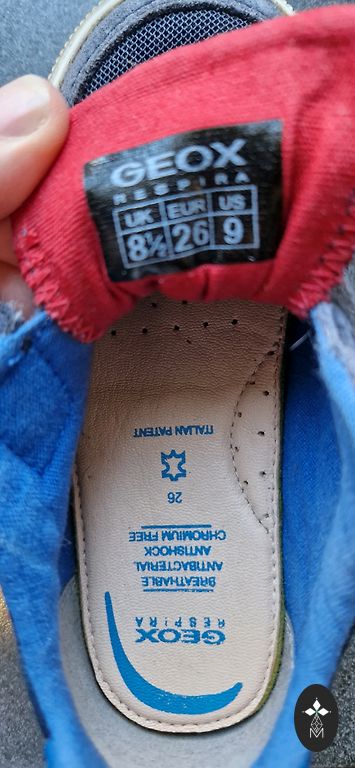 GEOX
RESPIRA
UK EUR US
8½ 26 9
ITALIAN PATENT
26
CHROMIUM FREE
ANTISHOCK
ANTIBACTERIAL
BREATHABLE
GEOX
RESPIRA
M